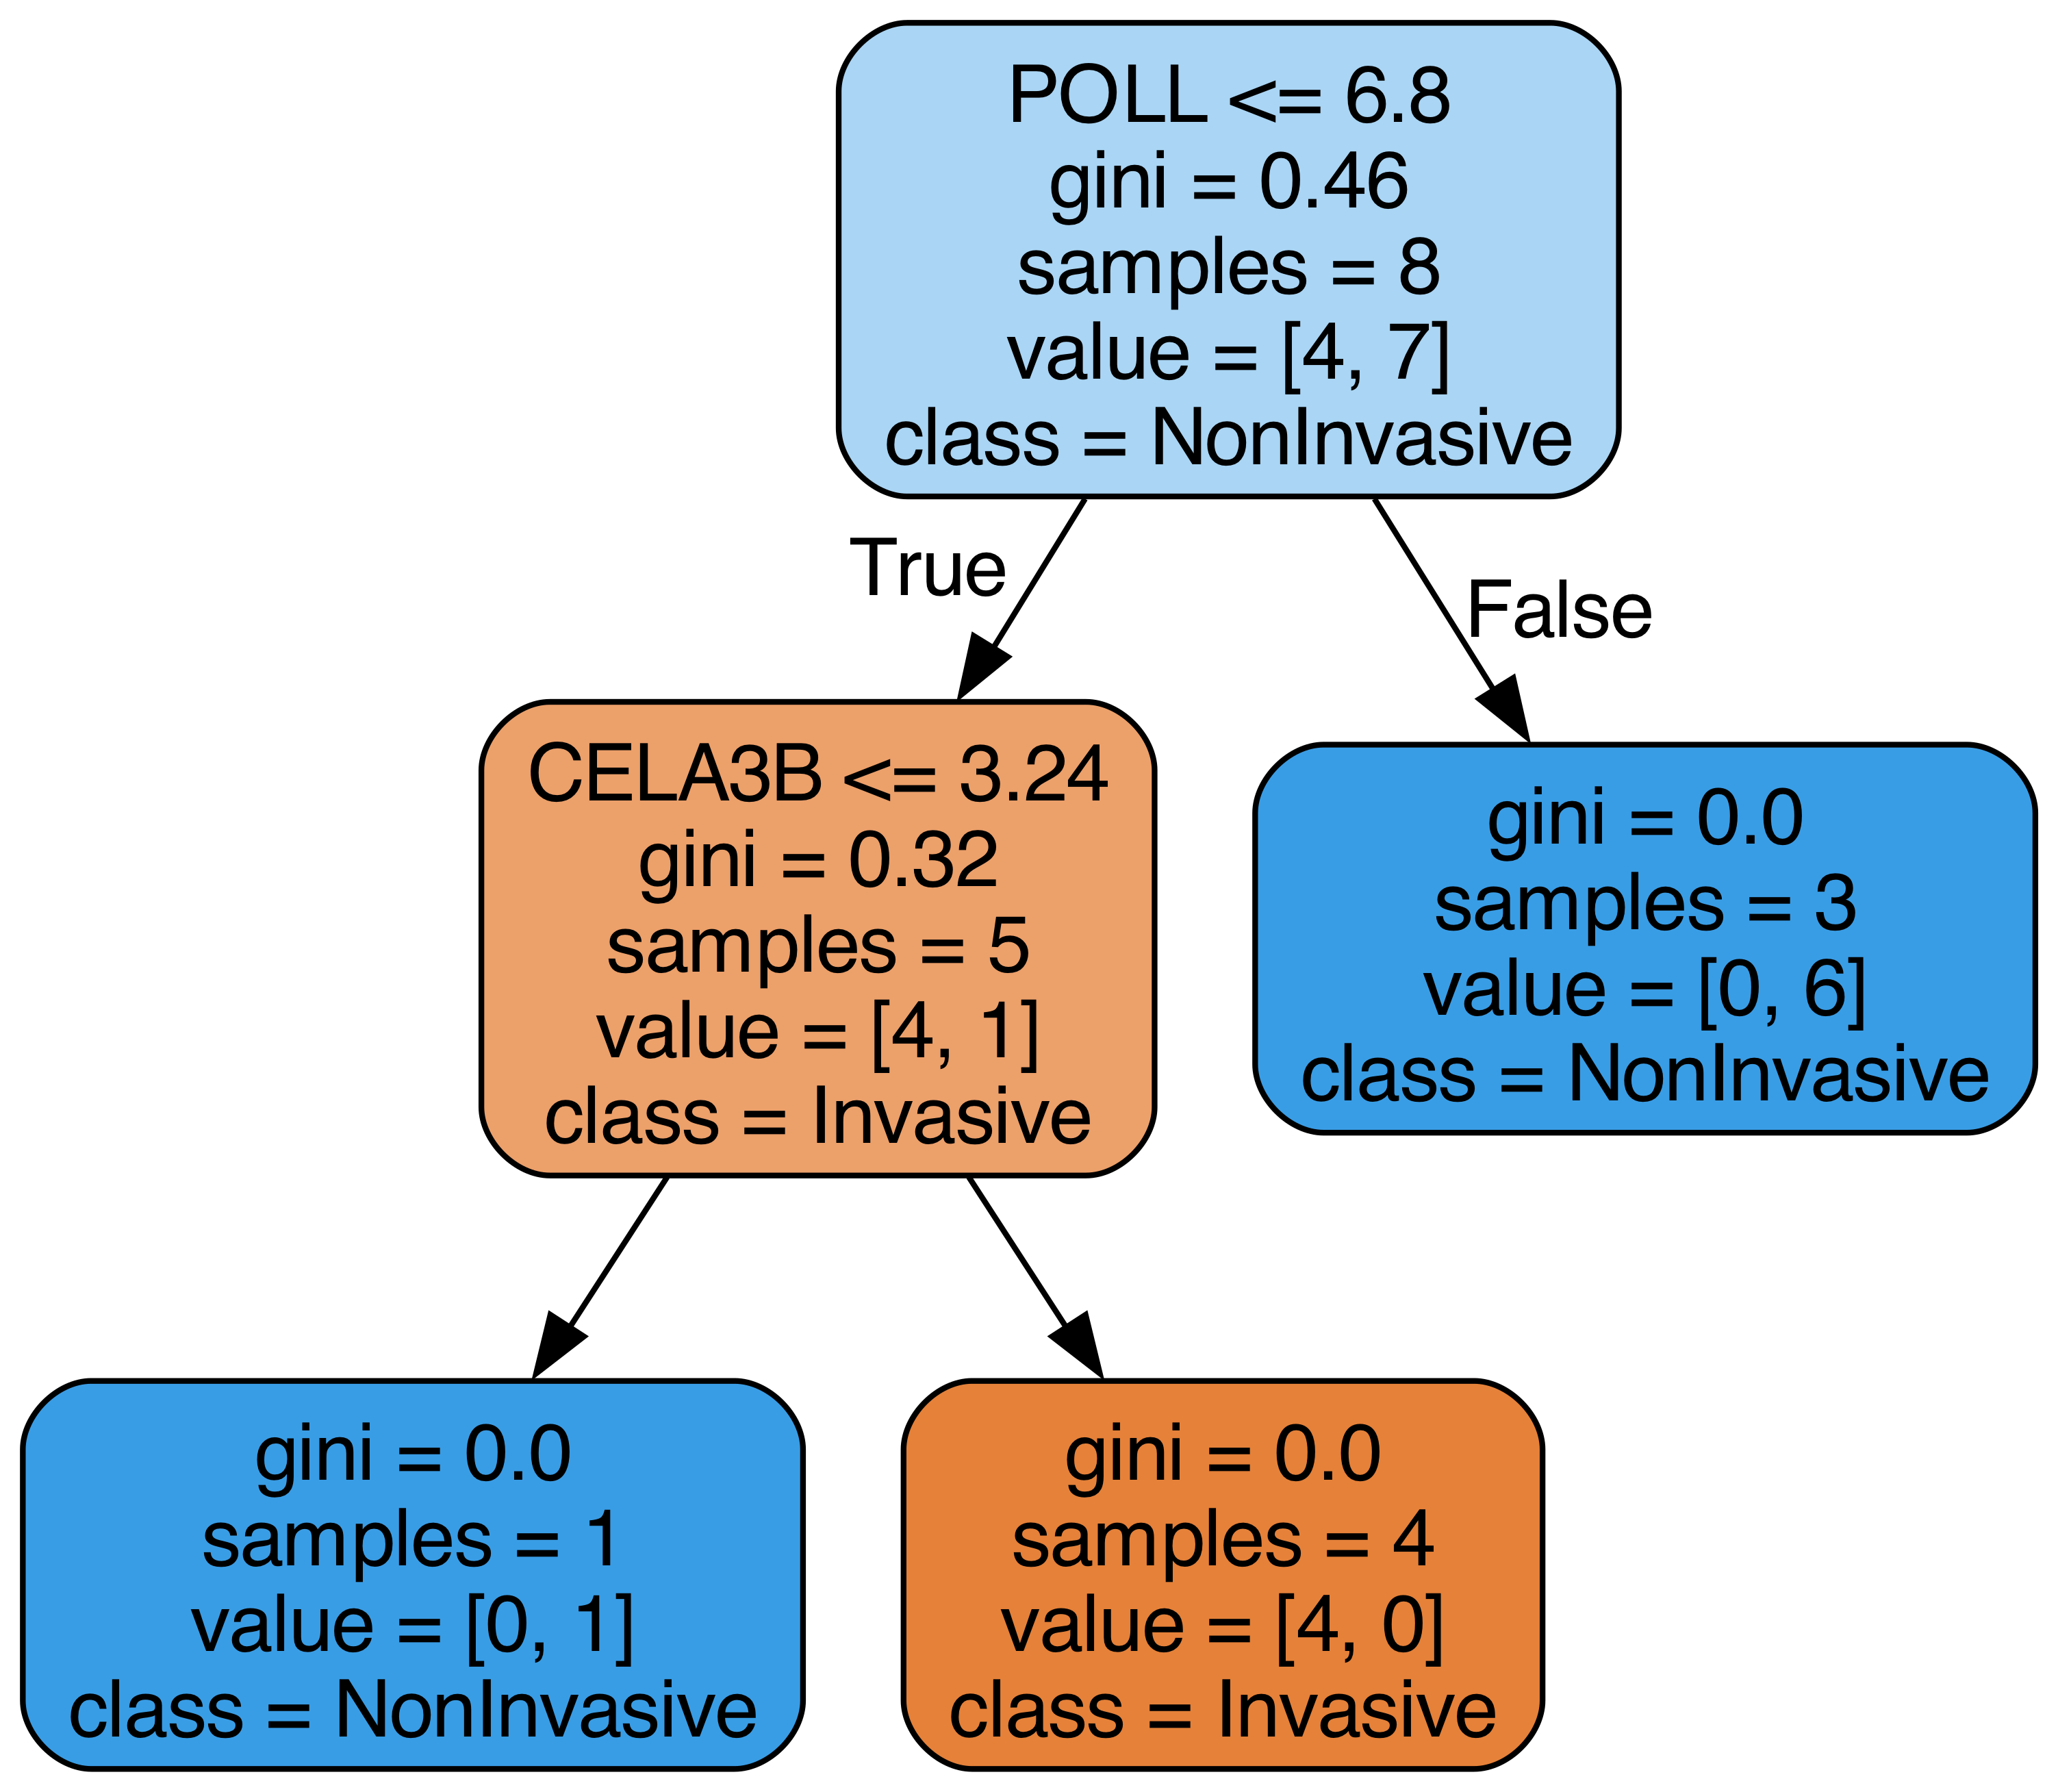 POLL <= 6.8
gini = 0.46
samples = 8
value = [4, 7]
class = NonInvasive
True
False
CELA3B <= 3.24
gini = 0.32
samples = 5
value = [4, 1]
class = Invasive
gini = 0.0
samples = 3
value = [0, 6]
class = NonInvasive
gini = 0.0
samples = 1
value = [0, 1]
class = NonInvasive
gini = 0.0
samples = 4
value = [4, 0]
class = Invasive